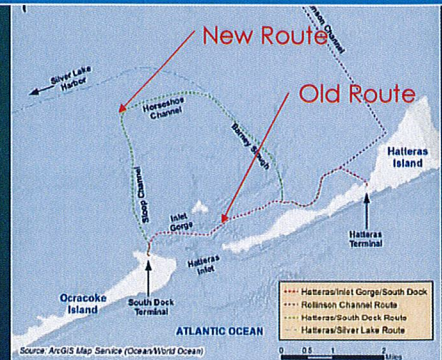 New Route
Old Route
Rollinson Channel
Silver Lake
Harbor
Horseshoe
Channel
Barney Slough
Sloop Channel
Hatteras
Island
Inlet
Gorge
Hatteras
Inlet
Hatteras
Terminal
Ocracoke
Island
South Dock
Terminal
ATLANTIC OCEAN
Hatteras/Inlet Gorge/South Dock
Rollinson Channel Route
Hatteras/South Dock Route
Hatteras/Silver Lake Route
Source: ArcGIS Map Service (Ocean/World Ocean)
0 0.5 1 2
Miles